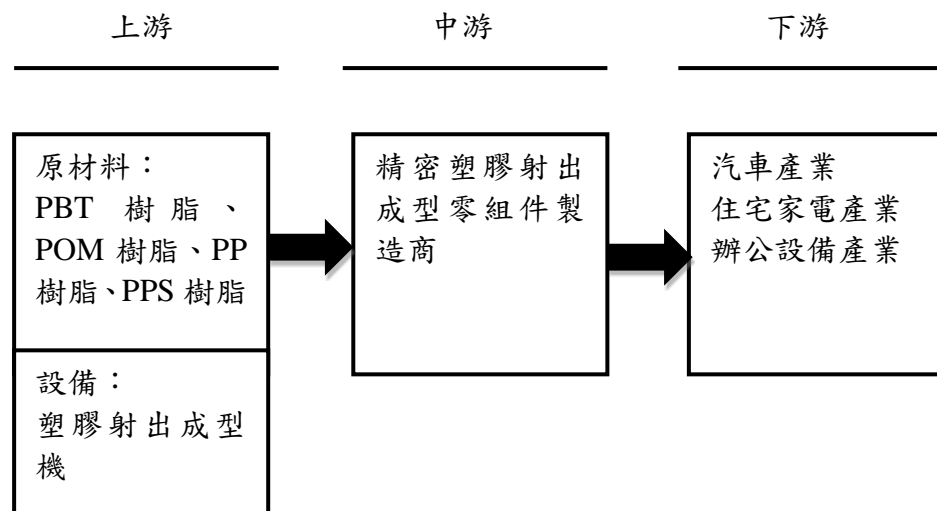 上游
中游
下游
原材料：
PBT 樹脂、
POM 樹脂、PP
樹脂、PPS 樹脂
設備：
塑膠射出成型
機
精密塑膠射出
成型零組件製
造商
汽車產業
住宅家電產業
辦公設備產業